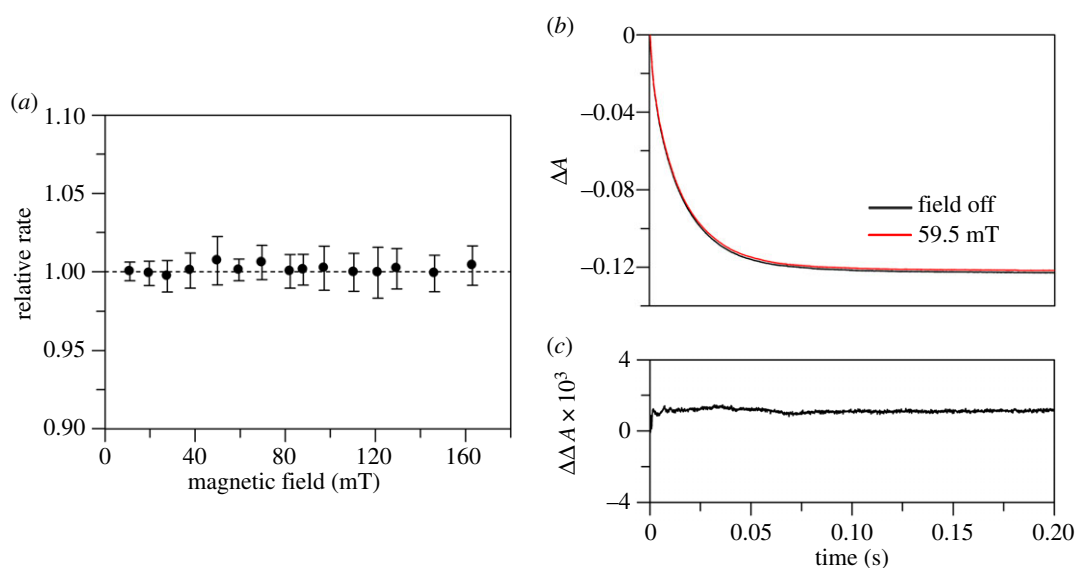 (a)
1.10
1.05
1.00
0.95
0.90
relative rate
0 40 80 120 160
magnetic field (mT)
(b)
0
−0.04
−0.08
−0.12
ΔA
field off
59.5 mT
(c)
4
0
−4
ΔΔA × 10³
0 0.05 0.10 0.15 0.20
time (s)